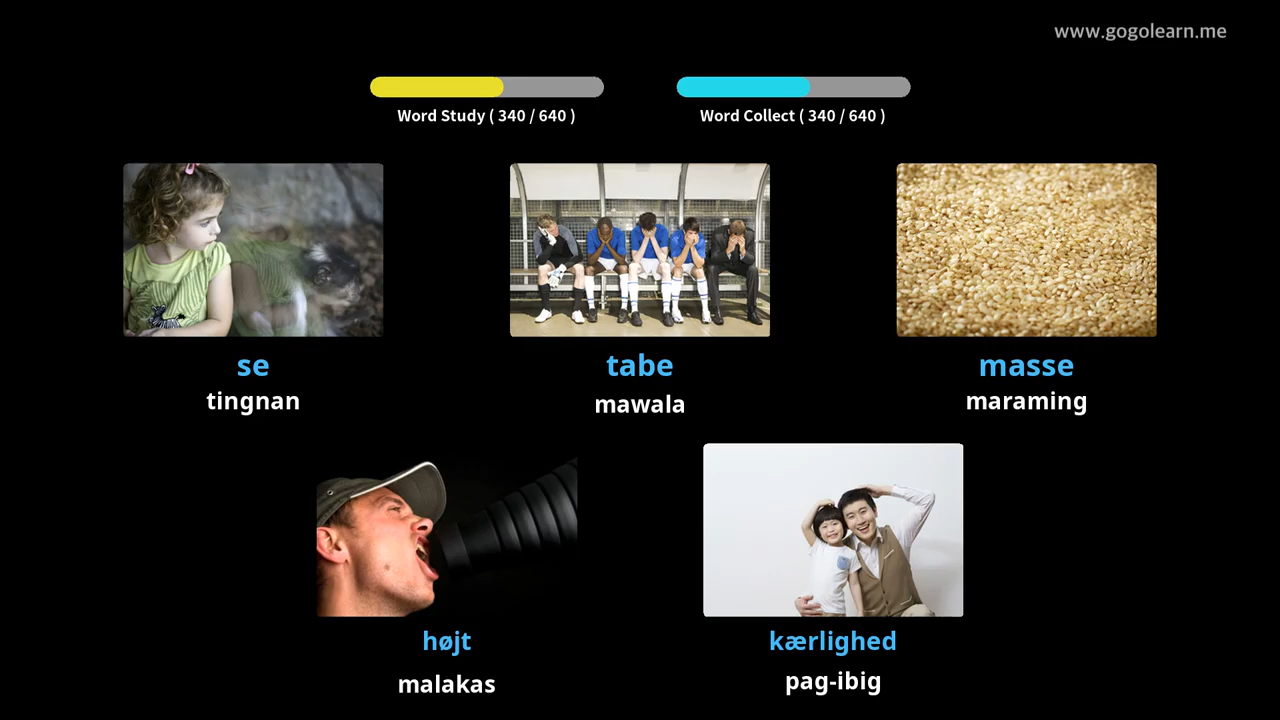 www.gogolearn.me
Word Study ( 340 / 640 )
Word Collect ( 340 / 640 )
se
tingnan
tabe
mawala
masse
maraming
højt
malakas
kærlighed
pag-ibig